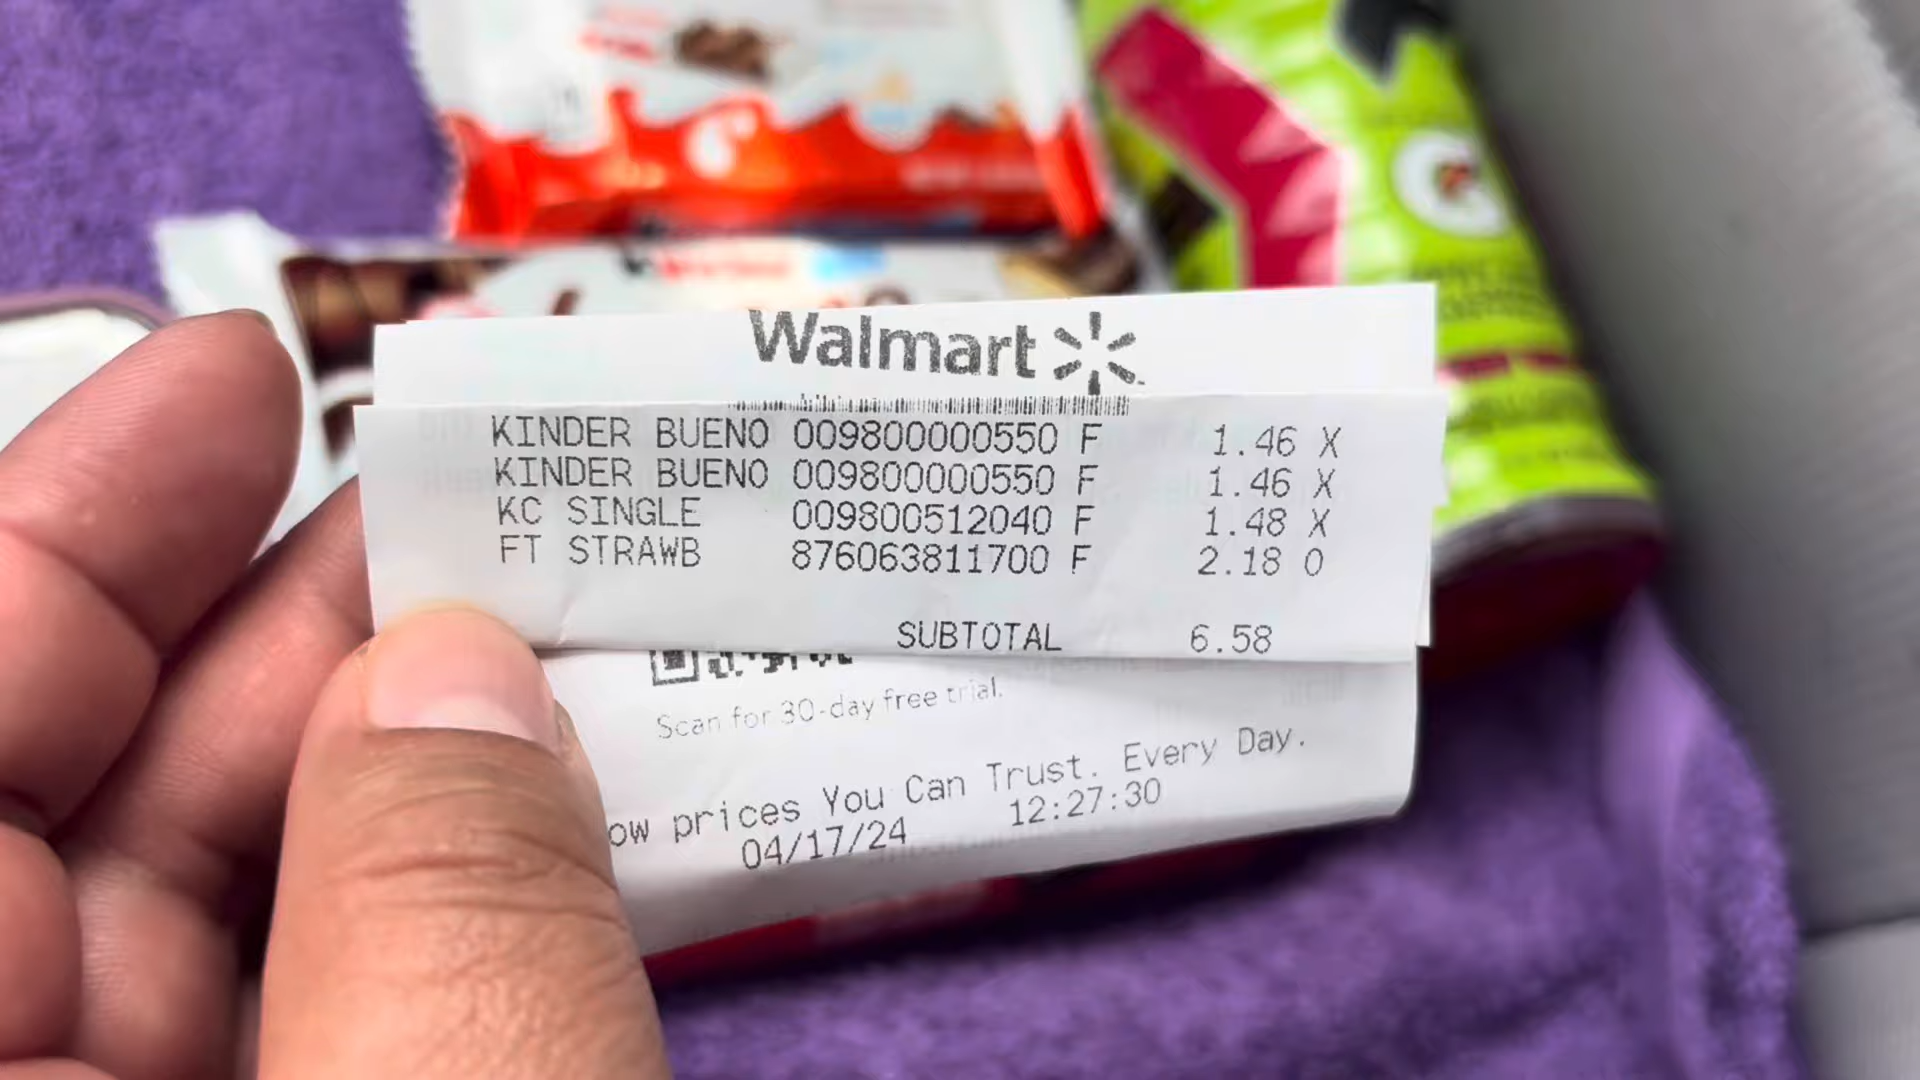 Walmart
KINDER BUENO 009800000550 F 1.46 X
KINDER BUENO 009800000550 F 1.46 X
KC SINGLE 009800512040 F 1.48 X
FT STRAWB 876063811700 F 2.18 O
SUBTOTAL 6.58
Scan for 30-day free trial.
ow prices You Can Trust. Every Day.
04/17/24 12:27:30
G